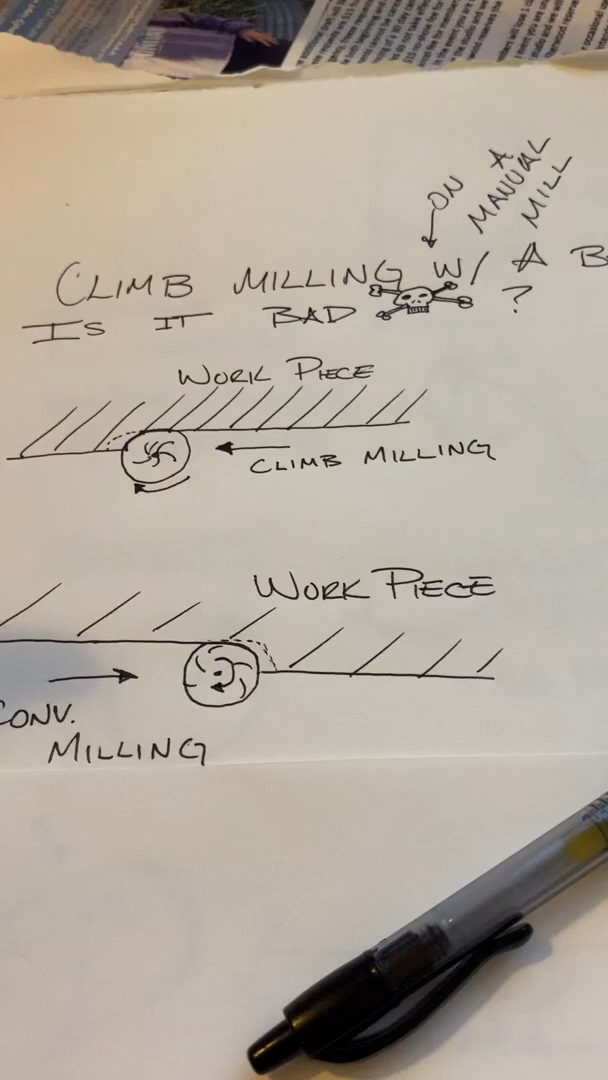 ON A
MANUAL
MILL
CLIMB MILLING W/ A B
IS IT BAD ?
WORK PIECE
CLIMB MILLING
WORK PIECE
CONV.
MILLING